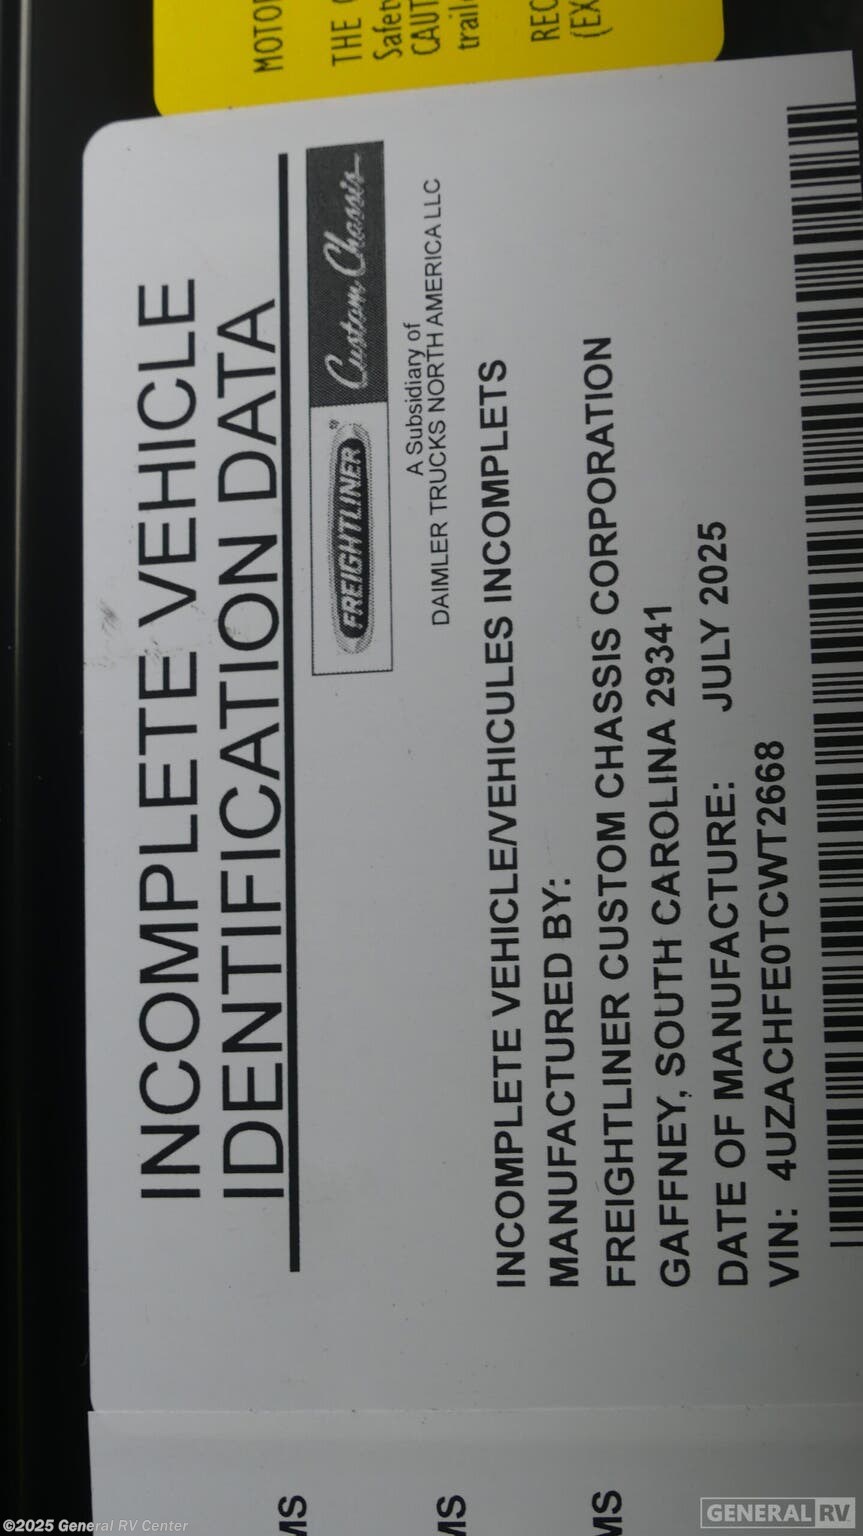 MOTOR
THE
Safet
CAUT
trail
REC
(EX
INCOMPLETE VEHICLE
IDENTIFICATION DATA
FREIGHTLINER® Custom Chassis
A Subsidiary of
DAIMLER TRUCKS NORTH AMERICA LLC
INCOMPLETE VEHICLE/VEHICULES INCOMPLETS
MANUFACTURED BY:
FREIGHTLINER CUSTOM CHASSIS CORPORATION
GAFFNEY, SOUTH CAROLINA 29341
DATE OF MANUFACTURE: JULY 2025
VIN: 4UZACHFE0TCWT2668
MS
MS
MS
©2025 General RV Center
GENERAL RV